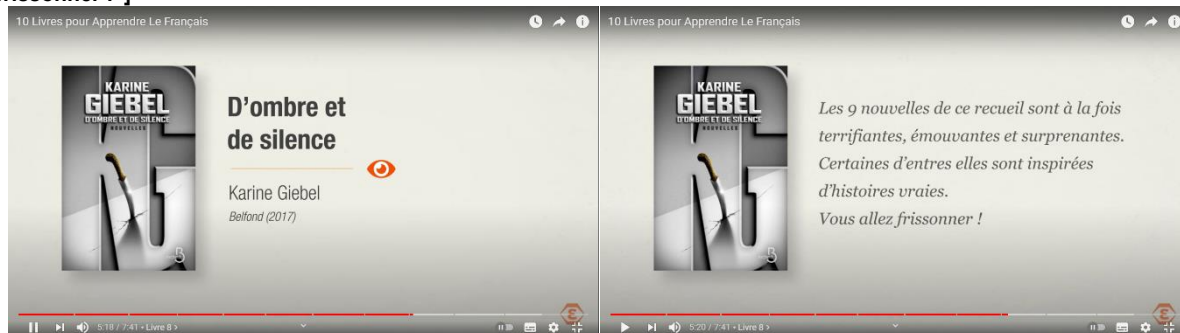 10 Livres pour Apprendre Le Français
KARINE
GIEBEL
D'OMBRE ET DE SILENCE
NOUVELLES
D'ombre et
de silence
Karine Giebel
Belfond (2017)
5:18 / 7:41 • Livre 8 >
10 Livres pour Apprendre Le Français
KARINE
GIEBEL
D'OMBRE ET DE SILENCE
NOUVELLES
Les 9 nouvelles de ce recueil sont à la fois
terrifiantes, émouvantes et surprenantes.
Certaines d'entres elles sont inspirées
d'histoires vraies.
Vous allez frissonner !
5:20 / 7:41 • Livre 8 >